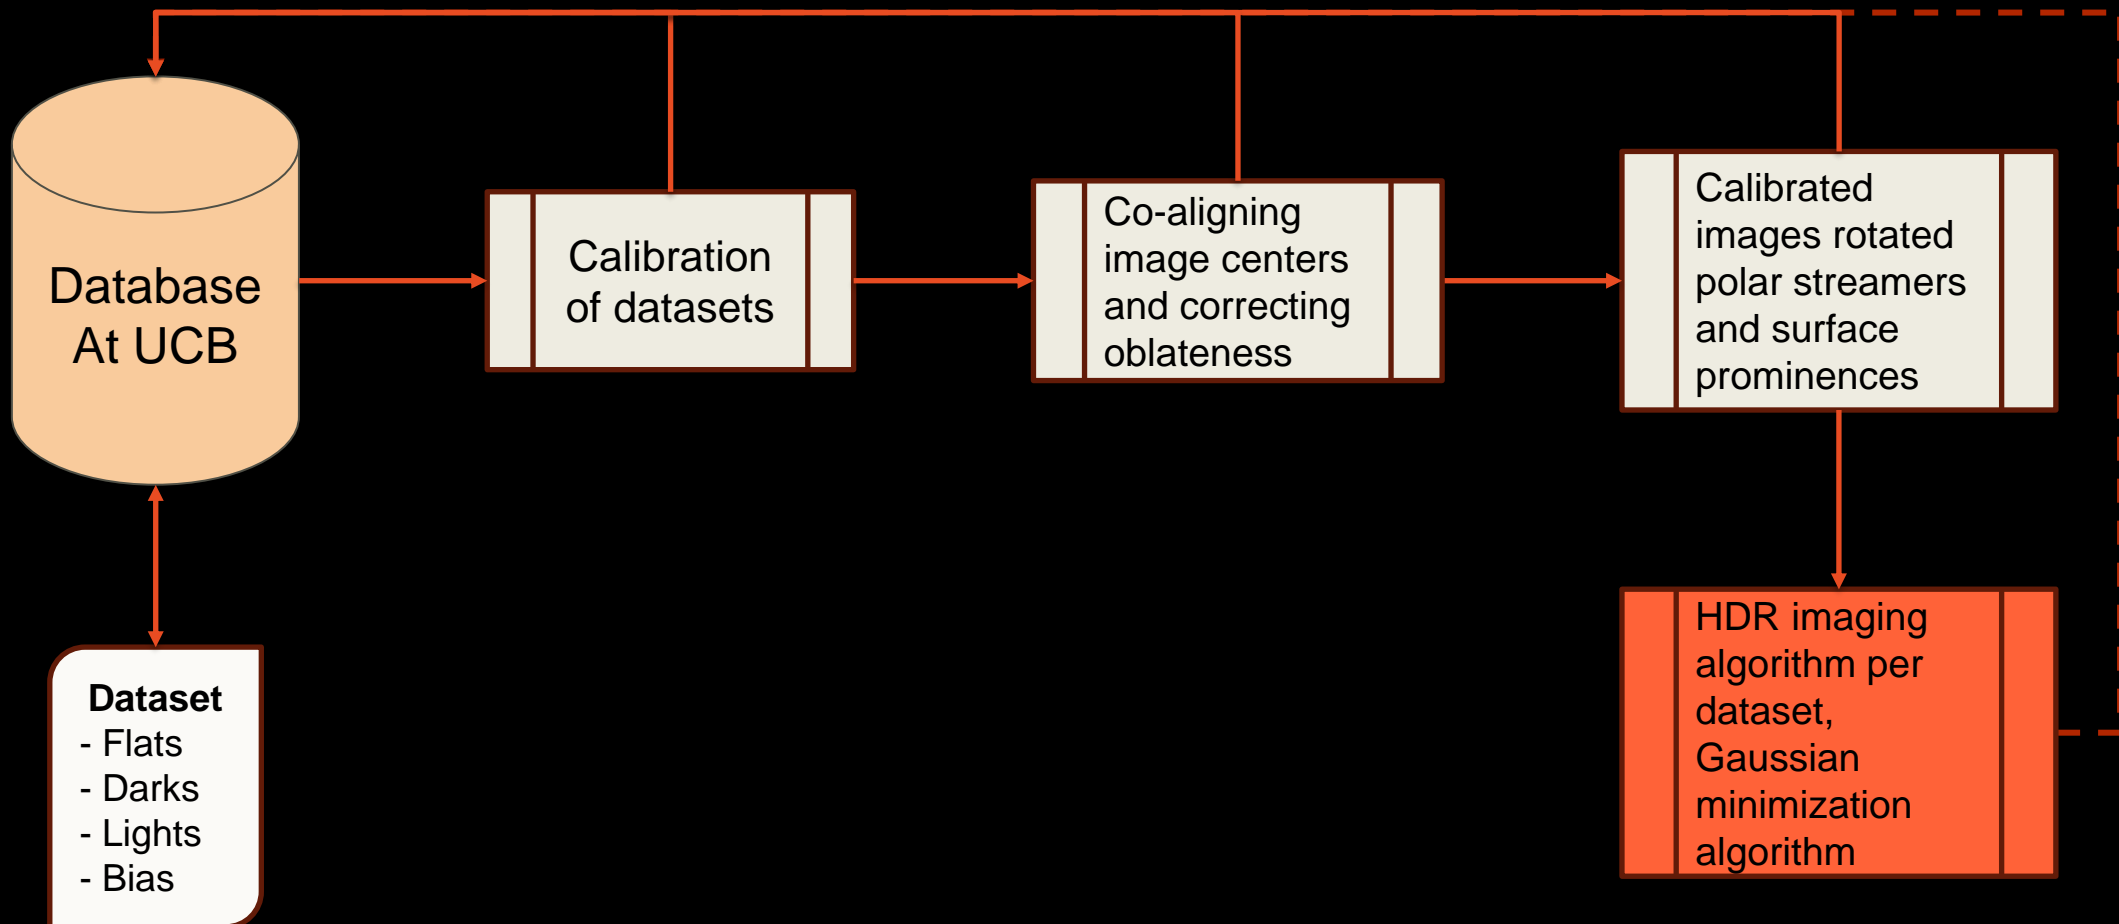 Database
At UCB
Calibration
of datasets
Co-aligning
image centers
and correcting
oblateness
Calibrated
images rotated
polar streamers
and surface
prominences
HDR imaging
algorithm per
dataset,
Gaussian
minimization
algorithm
Dataset
- Flats
- Darks
- Lights
- Bias